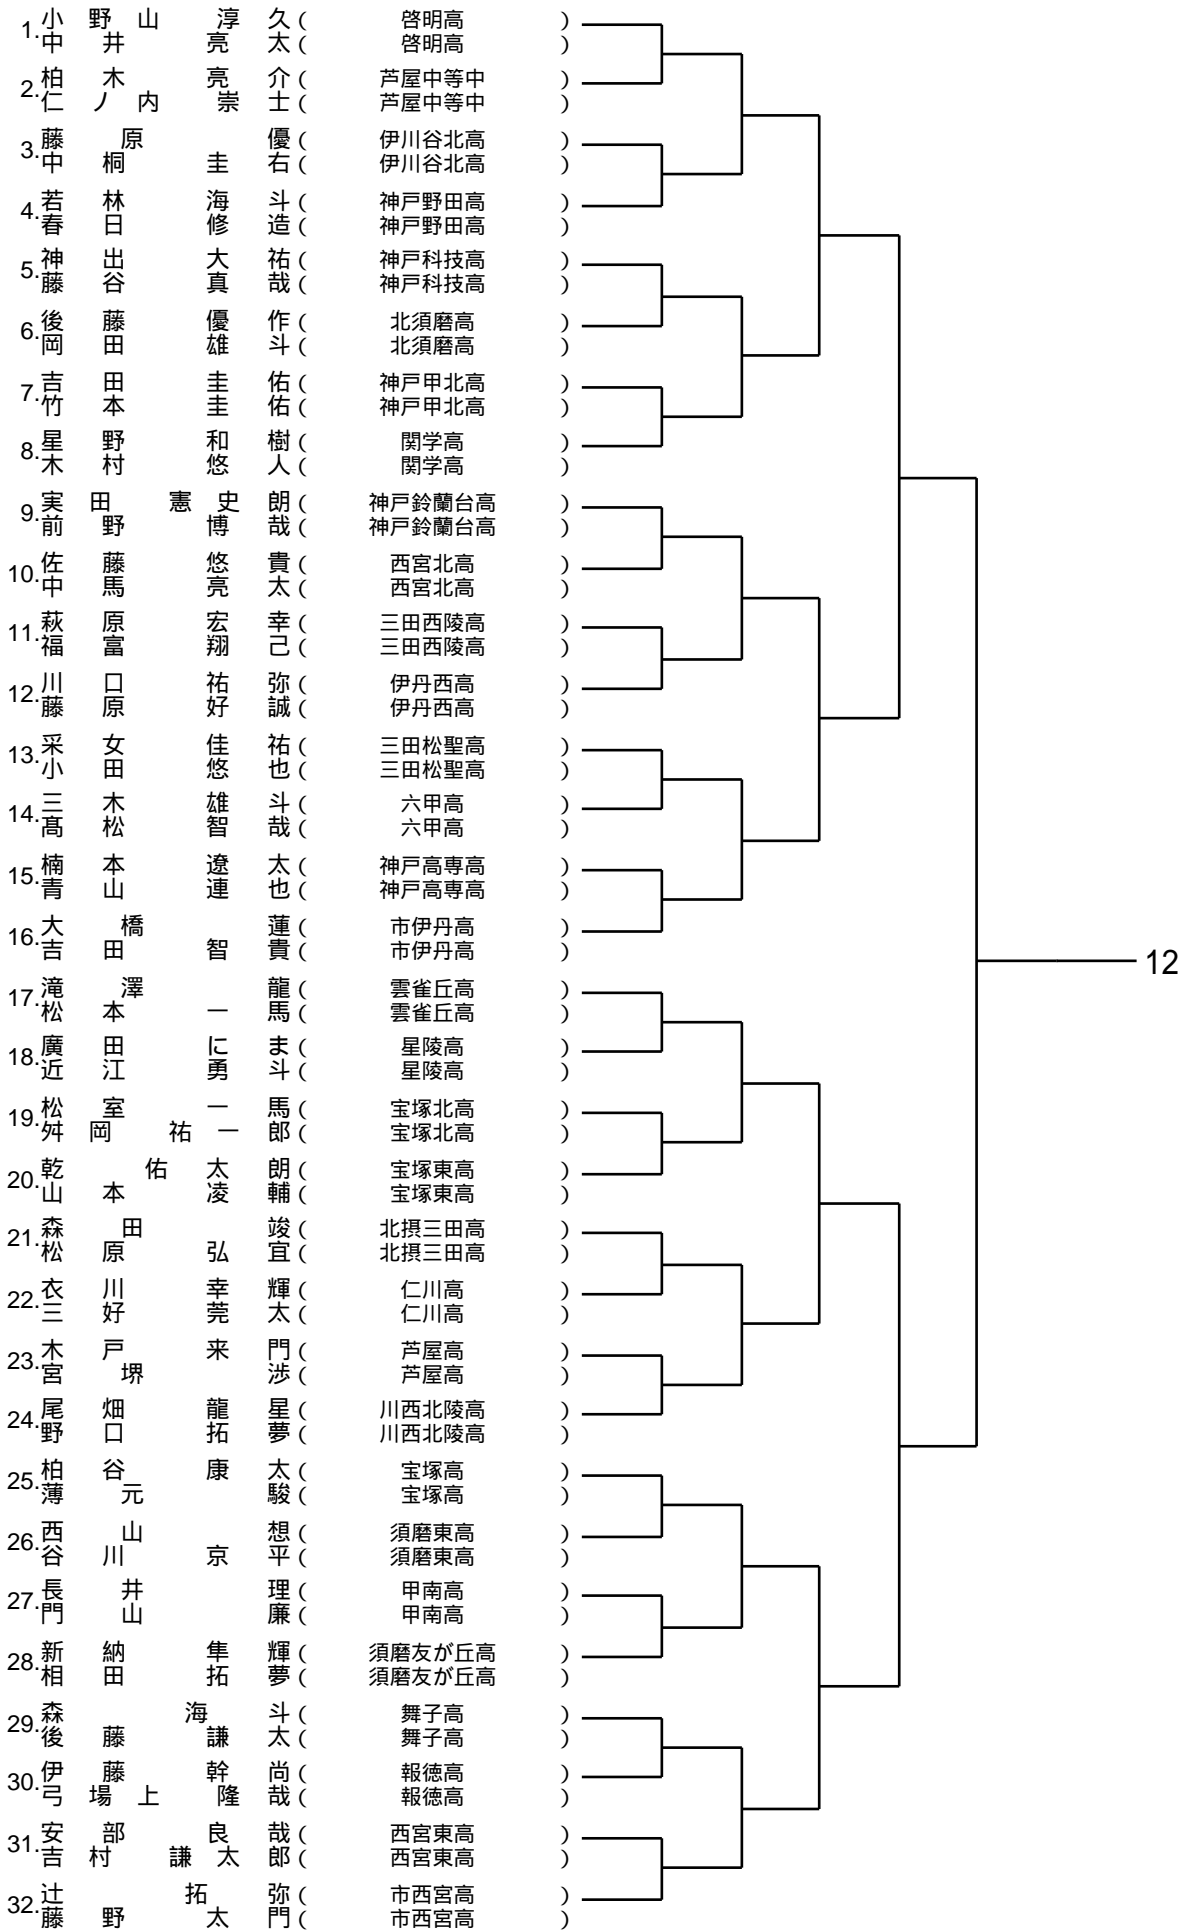 1.小野山 淳久( 啓明高 )
中井 亮太( 啓明高 )
2.柏木 亮介( 芦屋中等中 )
仁ノ内 崇士( 芦屋中等中 )
3.藤原 優( 伊川谷北高 )
中桐 圭右( 伊川谷北高 )
4.若林 海斗( 神戸野田高 )
春日 修造( 神戸野田高 )
5.神出 大祐( 神戸科技高 )
藤谷 真哉( 神戸科技高 )
6.後藤 優作( 北須磨高 )
岡田 雄斗( 北須磨高 )
7.吉田 圭佑( 神戸甲北高 )
竹本 圭佑( 神戸甲北高 )
8.星野 和樹( 関学高 )
木村 悠人( 関学高 )
9.実田 憲史朗( 神戸鈴蘭台高 )
前野 博哉( 神戸鈴蘭台高 )
10.佐藤 悠貴( 西宮北高 )
中馬 亮太( 西宮北高 )
11.萩原 宏幸( 三田西陵高 )
福富 翔己( 三田西陵高 )
12.川口 祐弥( 伊丹西高 )
藤原 好誠( 伊丹西高 )
13.采女 佳祐( 三田松聖高 )
小田 悠也( 三田松聖高 )
14.三木 雄斗( 六甲高 )
髙松 智哉( 六甲高 )
15.楠本 遼太( 神戸高専高 )
青山 連也( 神戸高専高 )
16.大橋 蓮( 市伊丹高 )
吉田 智貴( 市伊丹高 )
12
17.滝澤 龍( 雲雀丘高 )
松本 一馬( 雲雀丘高 )
18.廣田 にま( 星陵高 )
近江 勇斗( 星陵高 )
19.松室 一馬( 宝塚北高 )
舛岡 祐一郎( 宝塚北高 )
20.乾 佑太朗( 宝塚東高 )
山本 凌輔( 宝塚東高 )
21.森田 竣( 北摂三田高 )
松原 弘宜( 北摂三田高 )
22.衣川 幸輝( 仁川高 )
三好 莞太( 仁川高 )
23.木戸 来門( 芦屋高 )
宮堺 渉( 芦屋高 )
24.尾畑 龍星( 川西北陵高 )
野口 拓夢( 川西北陵高 )
25.柏谷 康太( 宝塚高 )
薄元 駿( 宝塚高 )
26.西山 想( 須磨東高 )
谷川 京平( 須磨東高 )
27.長井 理( 甲南高 )
門山 廉( 甲南高 )
28.新納 隼輝( 須磨友が丘高 )
相田 拓夢( 須磨友が丘高 )
29.森 海斗( 舞子高 )
後藤 謙太( 舞子高 )
30.伊藤 幹尚( 報徳高 )
弓場上 隆哉( 報徳高 )
31.安部 良哉( 西宮東高 )
吉村 謙太郎( 西宮東高 )
32.辻 拓弥( 市西宮高 )
藤野 太門( 市西宮高 )